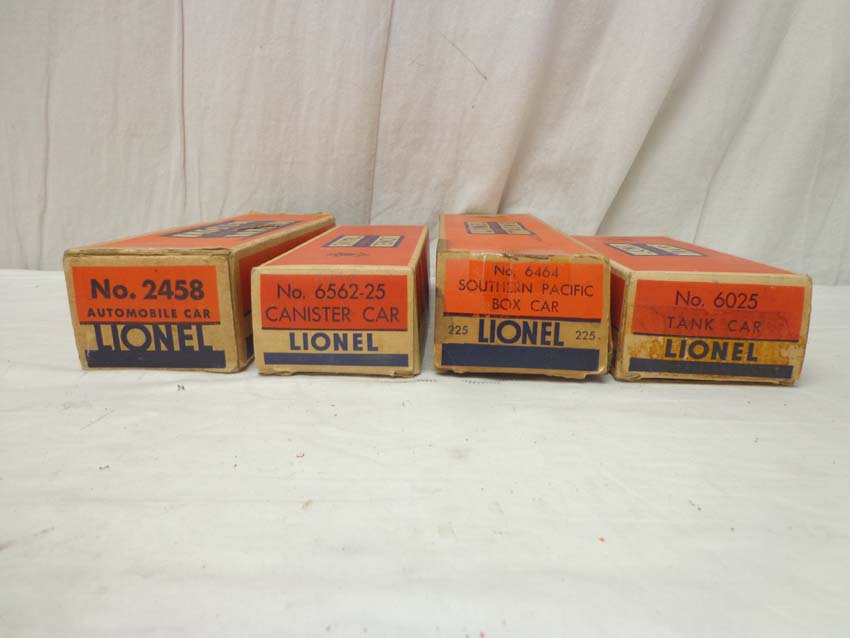 No. 2458
AUTOMOBILE CAR
LIONEL
No. 6562-25
CANISTER CAR
LIONEL
No. 6464
SOUTHERN PACIFIC
BOX CAR
225 LIONEL 225
No. 6025
TANK CAR
LIONEL